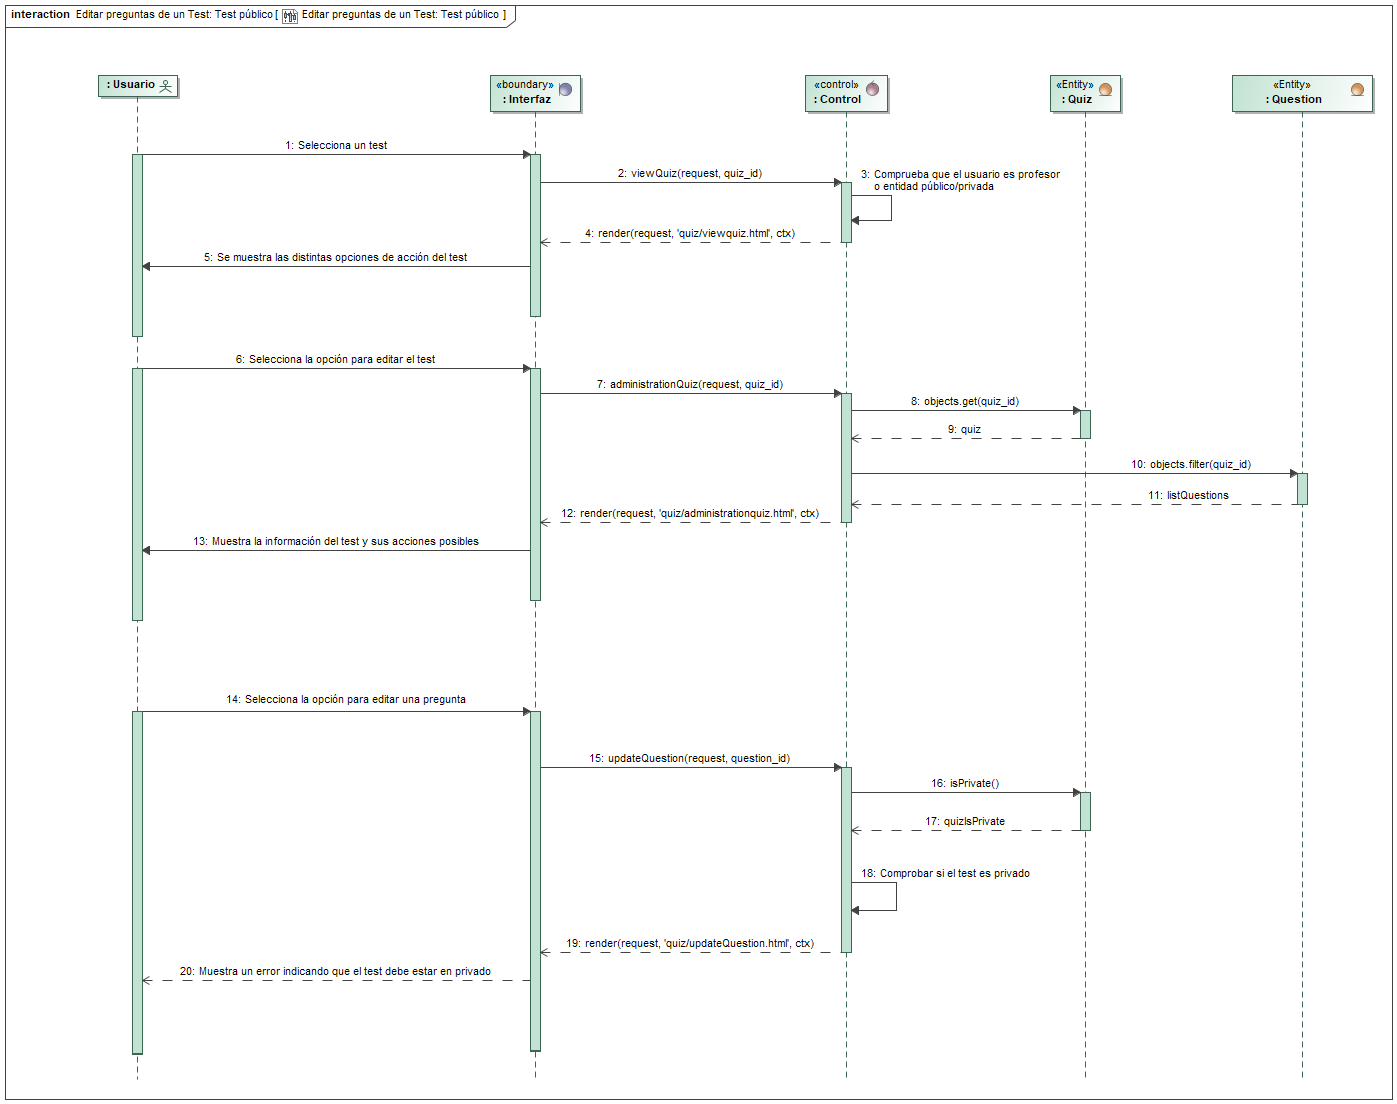 interaction Editar preguntas de un Test: Test público [ Editar preguntas de un Test: Test público ]
: Usuario
«boundary»
: Interfaz
«control»
: Control
«Entity»
: Quiz
«Entity»
: Question
1: Selecciona un test
2: viewQuiz(request, quiz_id)
3: Comprueba que el usuario es profesor
o entidad público/privada
4: render(request, 'quiz/viewquiz.html', ctx)
5: Se muestra las distintas opciones de acción del test
6: Selecciona la opción para editar el test
7: administrationQuiz(request, quiz_id)
8: objects.get(quiz_id)
9: quiz
10: objects.filter(quiz_id)
11: listQuestions
12: render(request, 'quiz/administrationquiz.html', ctx)
13: Muestra la información del test y sus acciones posibles
14: Selecciona la opción para editar una pregunta
15: updateQuestion(request, question_id)
16: isPrivate()
17: quizIsPrivate
18: Comprobar si el test es privado
19: render(request, 'quiz/updateQuestion.html', ctx)
20: Muestra un error indicando que el test debe estar en privado